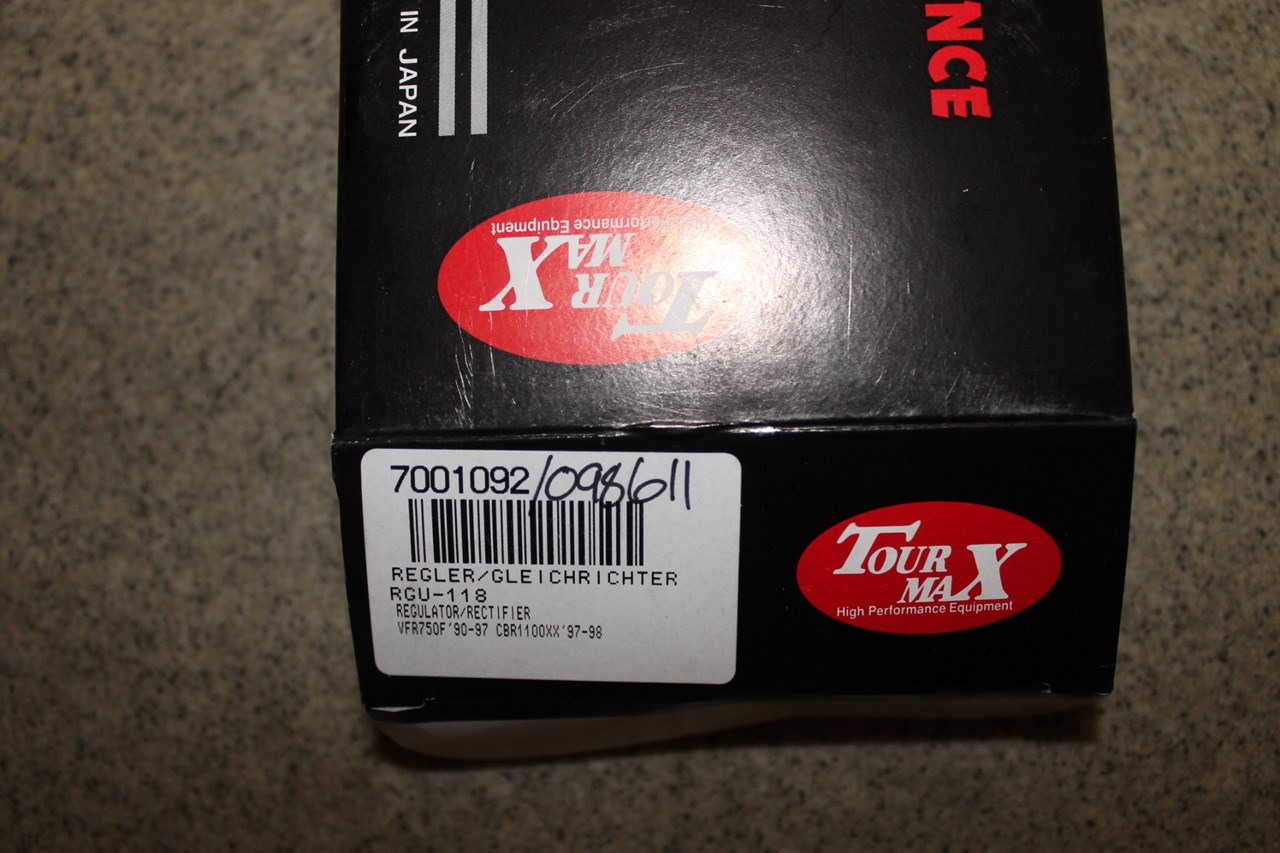 IN JAPAN
NCE
TOUR
MAX
Performance Equipment
7001092/098611
REGLER/GLEICHRICHTER
RGU-118
REGULATOR/RECTIFIER
VFR750F'90-97 CBR1100XX'97-98
TOUR
MAX
High Performance Equipment